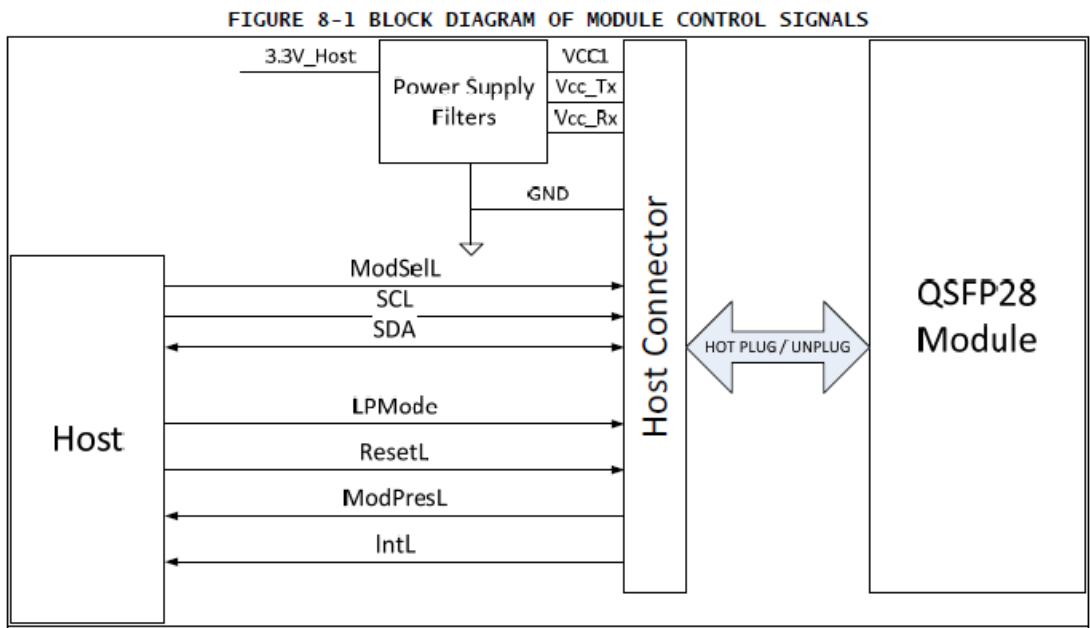 FIGURE 8-1 BLOCK DIAGRAM OF MODULE CONTROL SIGNALS
3.3V_Host
Power Supply
Filters
VCC1
Vcc_Tx
Vcc_Rx
GND
Host
ModSelL
SCL
SDA
LPMode
ResetL
ModPresL
IntL
Host Connector
HOT PLUG / UNPLUG
QSFP28
Module